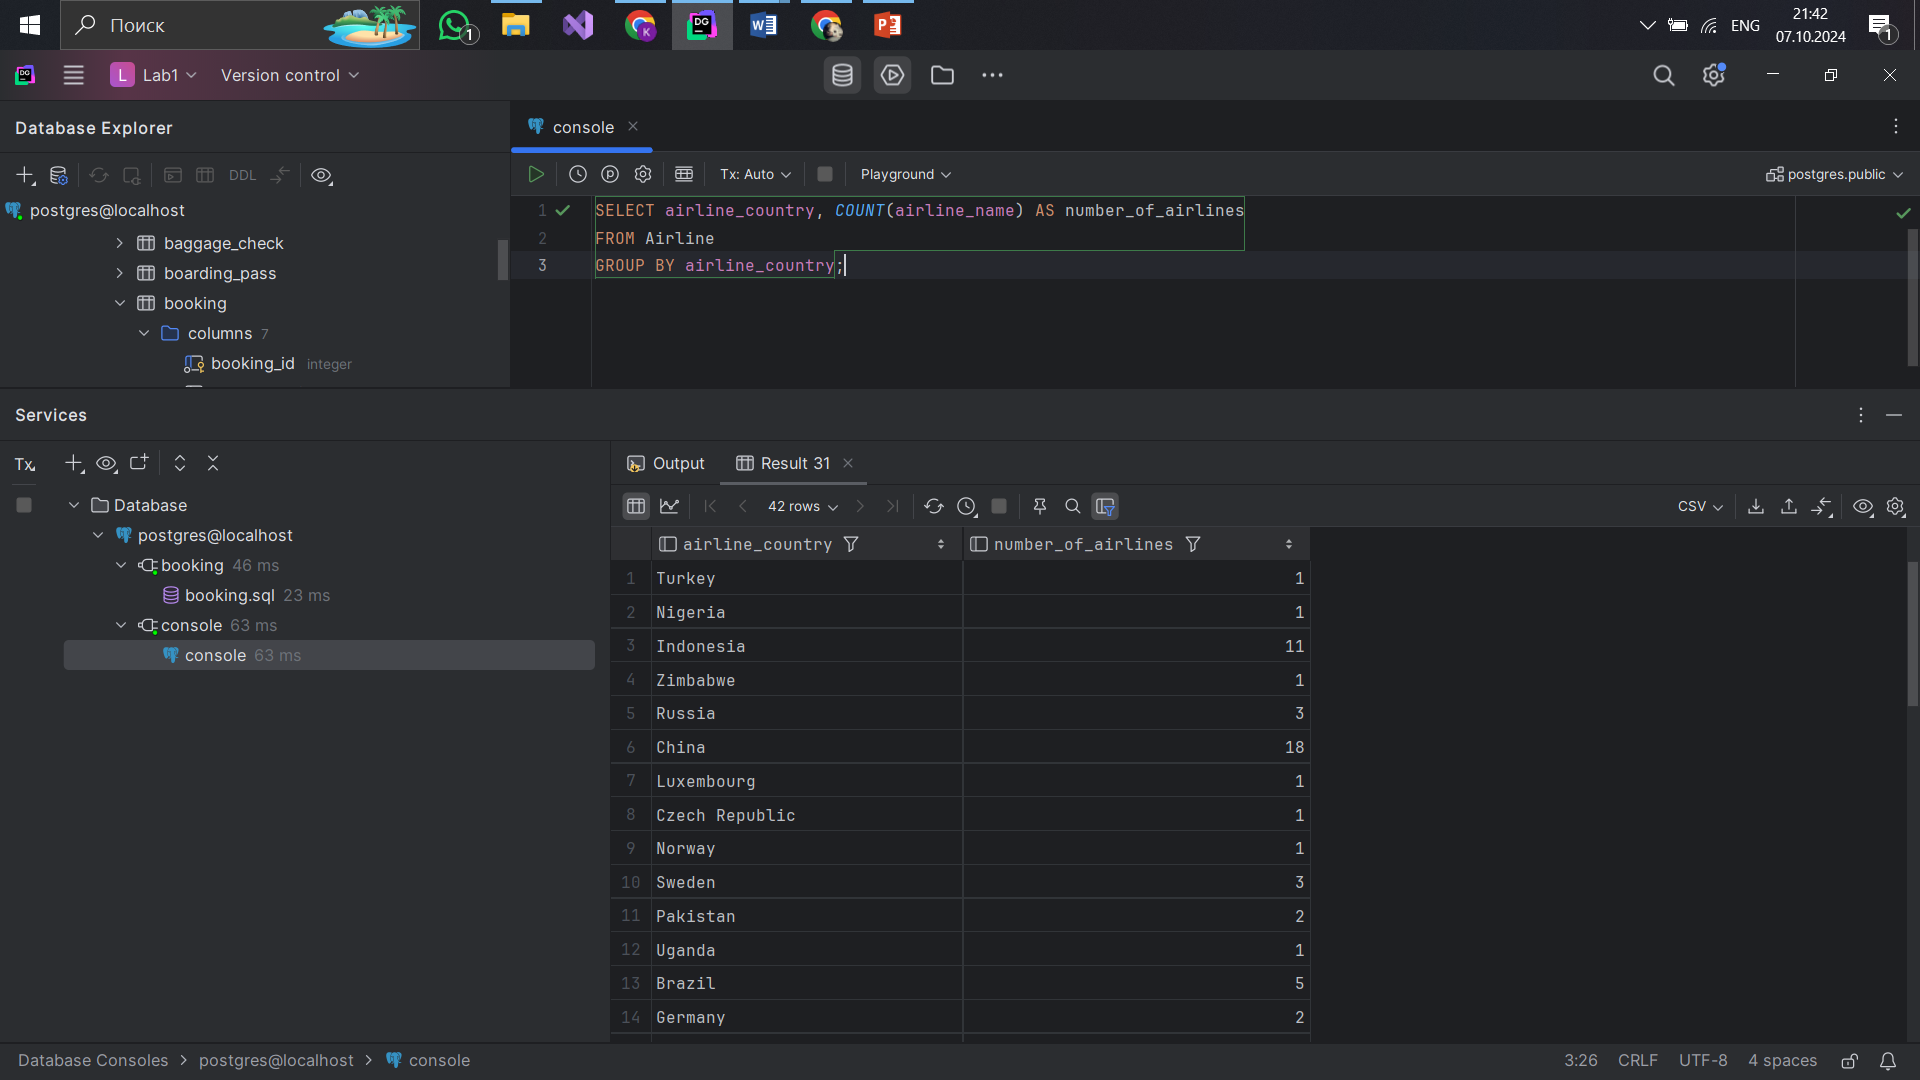 Поиск
1
ENG
21:42
07.10.2024
1
L Lab1
Version control
Database Explorer
console
DDL
Tx: Auto
Playground
postgres.public
postgres@localhost
baggage_check
boarding_pass
booking
columns 7
booking_id integer
1 SELECT airline_country, COUNT(airline_name) AS number_of_airlines
2 FROM Airline
3 GROUP BY airline_country;
Services
Tx
Database
postgres@localhost
booking 46 ms
booking.sql 23 ms
console 63 ms
console 63 ms
Output
Result 31
42 rows
CSV
airline_country number_of_airlines
1 Turkey 1
2 Nigeria 1
3 Indonesia 11
4 Zimbabwe 1
5 Russia 3
6 China 18
7 Luxembourg 1
8 Czech Republic 1
9 Norway 1
10 Sweden 3
11 Pakistan 2
12 Uganda 1
13 Brazil 5
14 Germany 2
Database Consoles > postgres@localhost > console
3:26 CRLF UTF-8 4 spaces